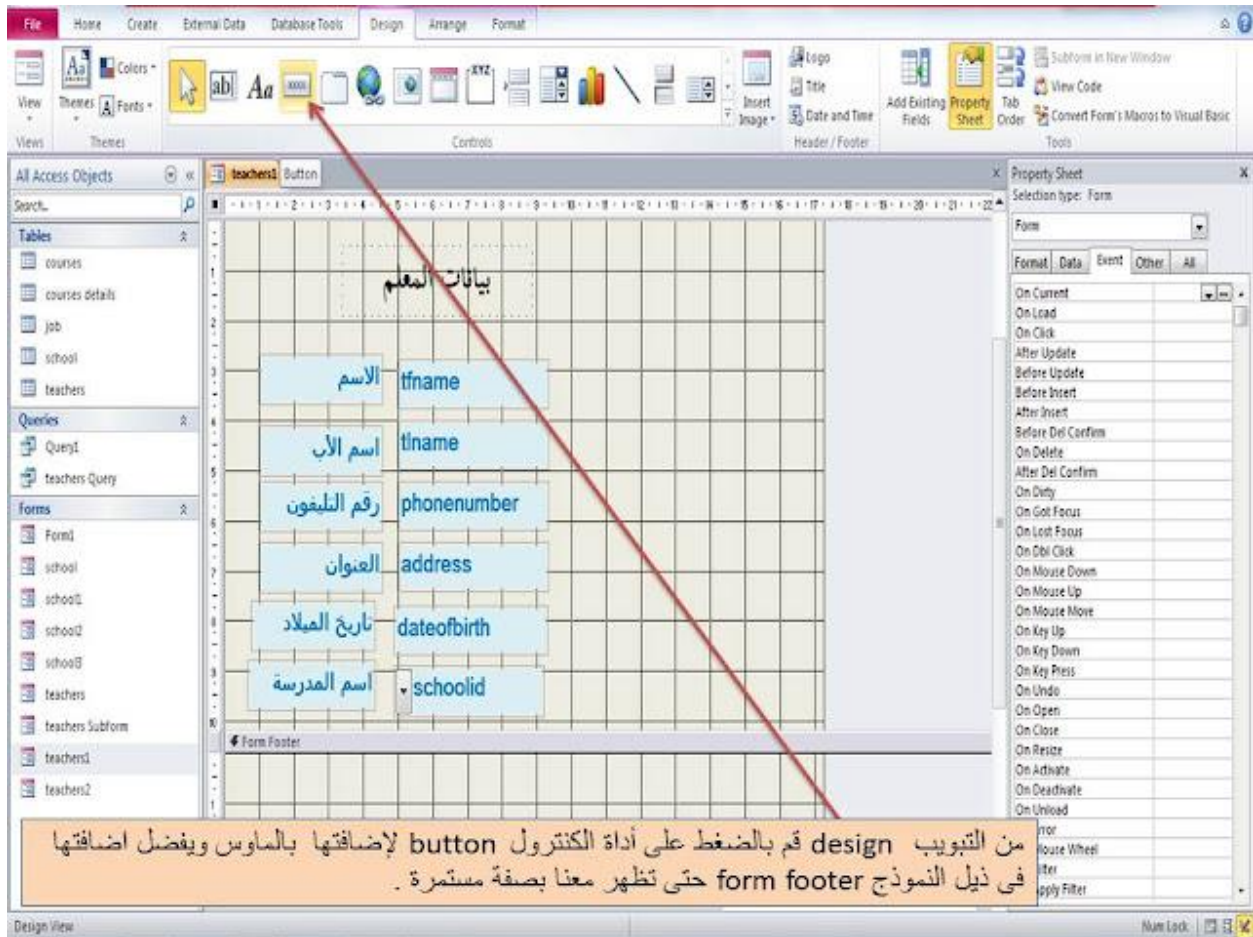 File Home Create External Data Database Tools Design Arrange Format
View
Views
Themes
Colors
Fonts
Themes
Aa
ab
Aa
XXXX
XYZ
Controls
Insert Image
Logo
Title
Date and Time
Header / Footer
Add Existing Fields
Property Sheet
Tab Order
Subform in New Window
View Code
Convert Form's Macros to Visual Basic
Tools
All Access Objects
Search...
Tables
courses
courses details
job
school
teachers
Queries
Query1
teachers Query
Forms
Form1
school
school1
school2
school3
teachers
teachers Subform
teachers1
teachers2
teachers1
Button
بيانات المعلم
الاسم tfname
اسم الأب tlname
رقم التليفون phonenumber
العنوان address
تاريخ الميلاد dateofbirth
اسم المدرسة schoolid
Form Footer
Property Sheet
Selection type: Form
Form
Format Data Event Other All
On Current
On Load
On Click
After Update
Before Update
Before Insert
After Insert
Before Del Confirm
On Delete
After Del Confirm
On Dirty
On Got Focus
On Lost Focus
On Dbl Click
On Mouse Down
On Mouse Up
On Mouse Move
On Key Up
On Key Down
On Key Press
On Undo
On Open
On Close
On Resize
On Activate
On Deactivate
On Unload
من التبويب design قم بالضغط على أداة الكنترول button لإضافتها بالماوس ويفضل اضافتها
فى ذيل النموذج form footer حتى تظهر معنا بصفة مستمرة .
Design View
Num Lock